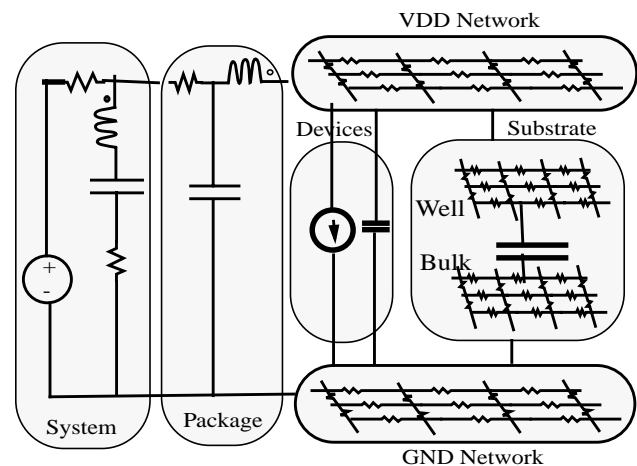 VDD Network
Devices
Substrate
Well
Bulk
+
-
System
Package
GND Network